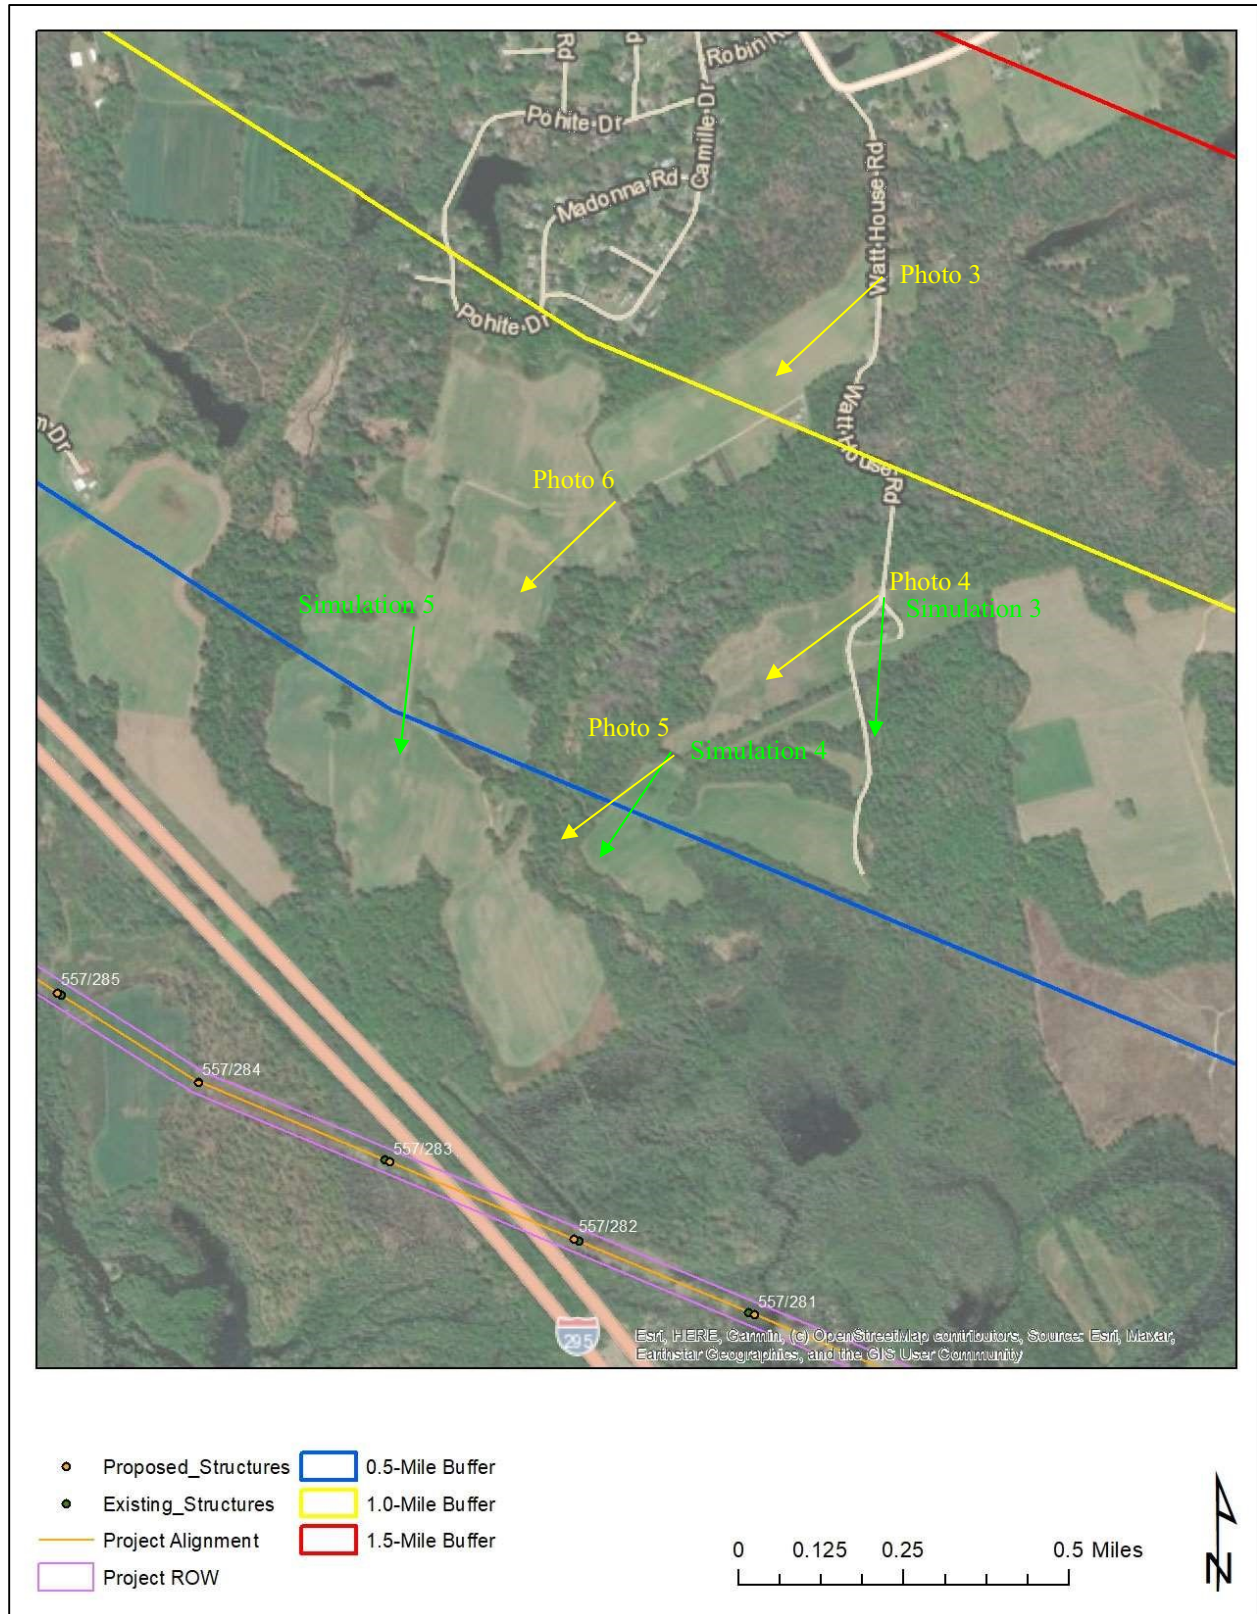 Rd
Robin Rd
Pohite Dr
Camille Dr
Madonna Rd
Watt House Rd
Photo 3
Pohite Dr
Watt House Rd
m Dr
Photo 6
Photo 4
Simulation 5
Simulation 3
Photo 5
Simulation 4
557/285
557/284
557/283
557/282
557/281
295
Esri, HERE, Garmin, (c) OpenStreetMap contributors, Source: Esri, Maxar,
Earthstar Geographics, and the GIS User Community
Proposed_Structures
0.5-Mile Buffer
Existing_Structures
1.0-Mile Buffer
Project Alignment
1.5-Mile Buffer
Project ROW
0 0.125 0.25 0.5 Miles
N